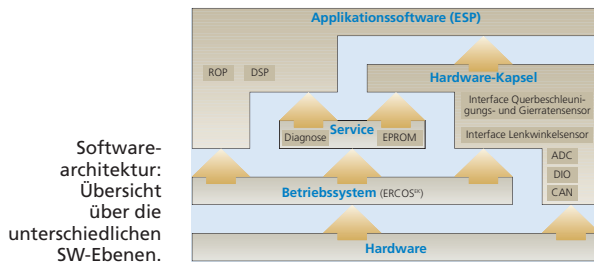 Applikationssoftware (ESP)
ROP
DSP
Hardware-Kapsel
Interface Querbeschleuni-
gungs- und Gierratensensor
Interface Lenkwinkelsensor
ADC
DIO
CAN
Service
Diagnose
EPROM
Betriebssystem (ERCOSEK)
Hardware
Software-
architektur:
Übersicht
über die
unterschiedlichen
SW-Ebenen.